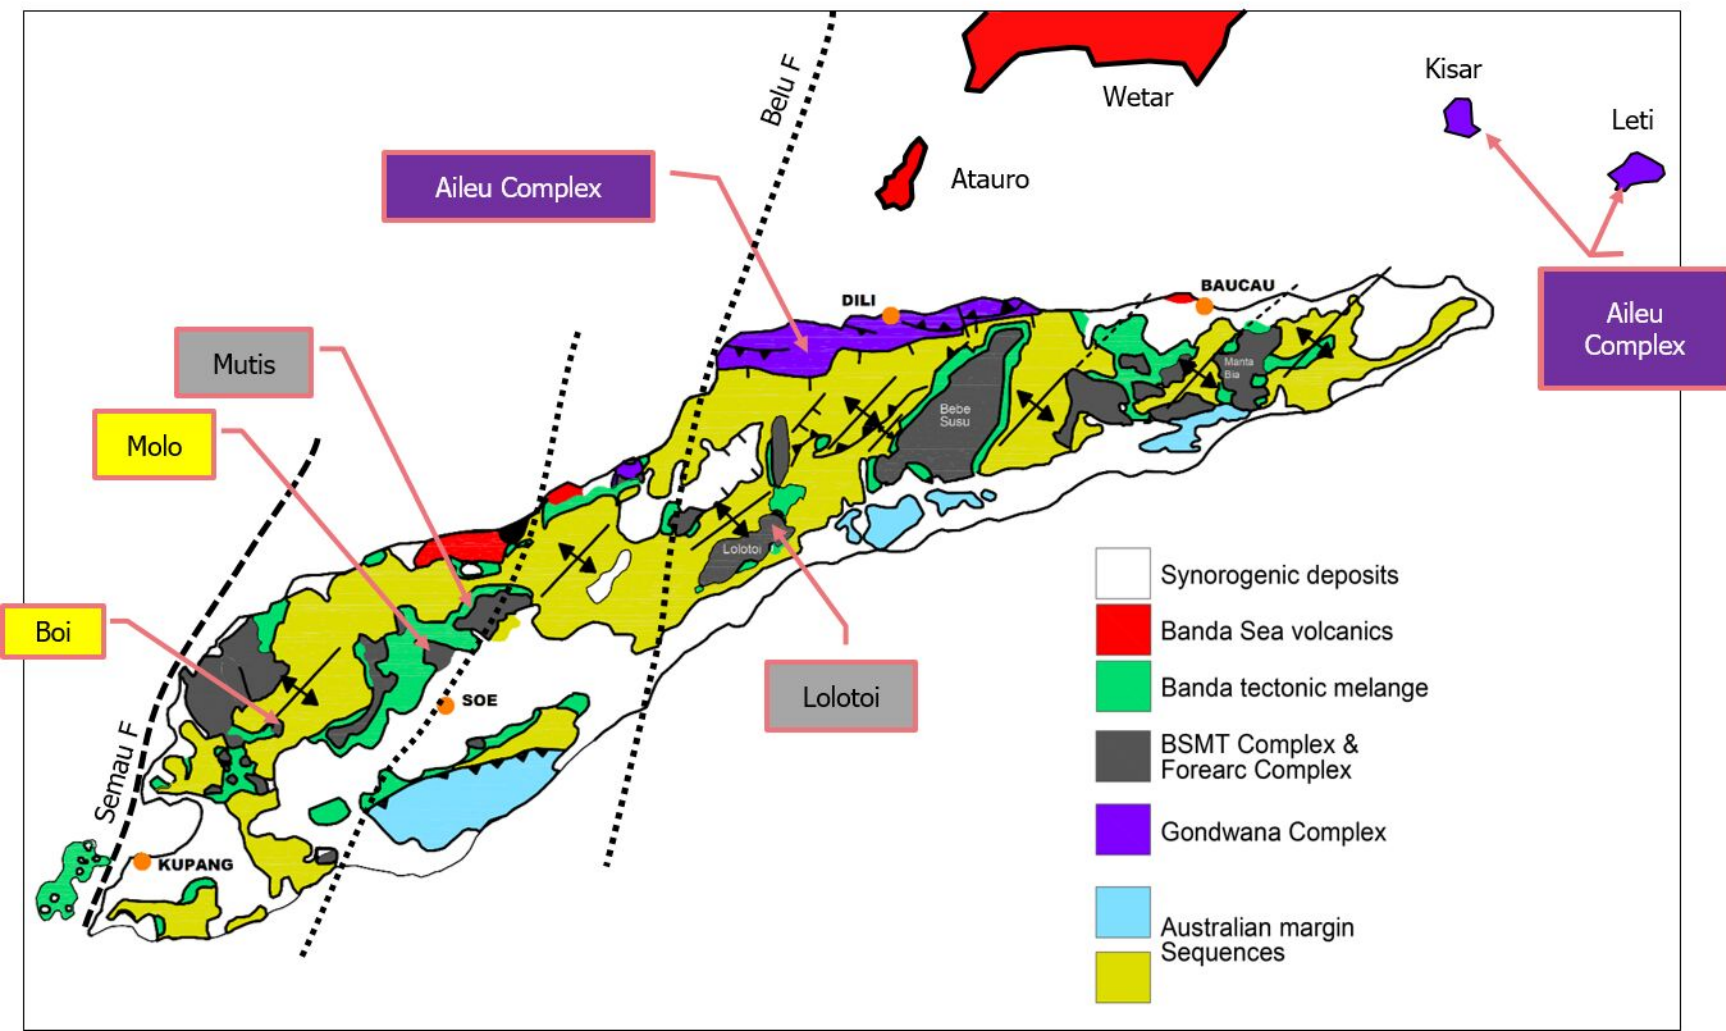 Belu F
Wetar
Kisar
Leti
Atauro
Aileu Complex
Aileu
Complex
DILI
BAUCAU
Mutis
Manta
Bia
Bebe
Susu
Molo
Lolotoi
Boi
SOE
Lolotoi
Semau F
KUPANG
Synorogenic deposits
Banda Sea volcanics
Banda tectonic melange
BSMT Complex &
Forearc Complex
Gondwana Complex
Australian margin
Sequences